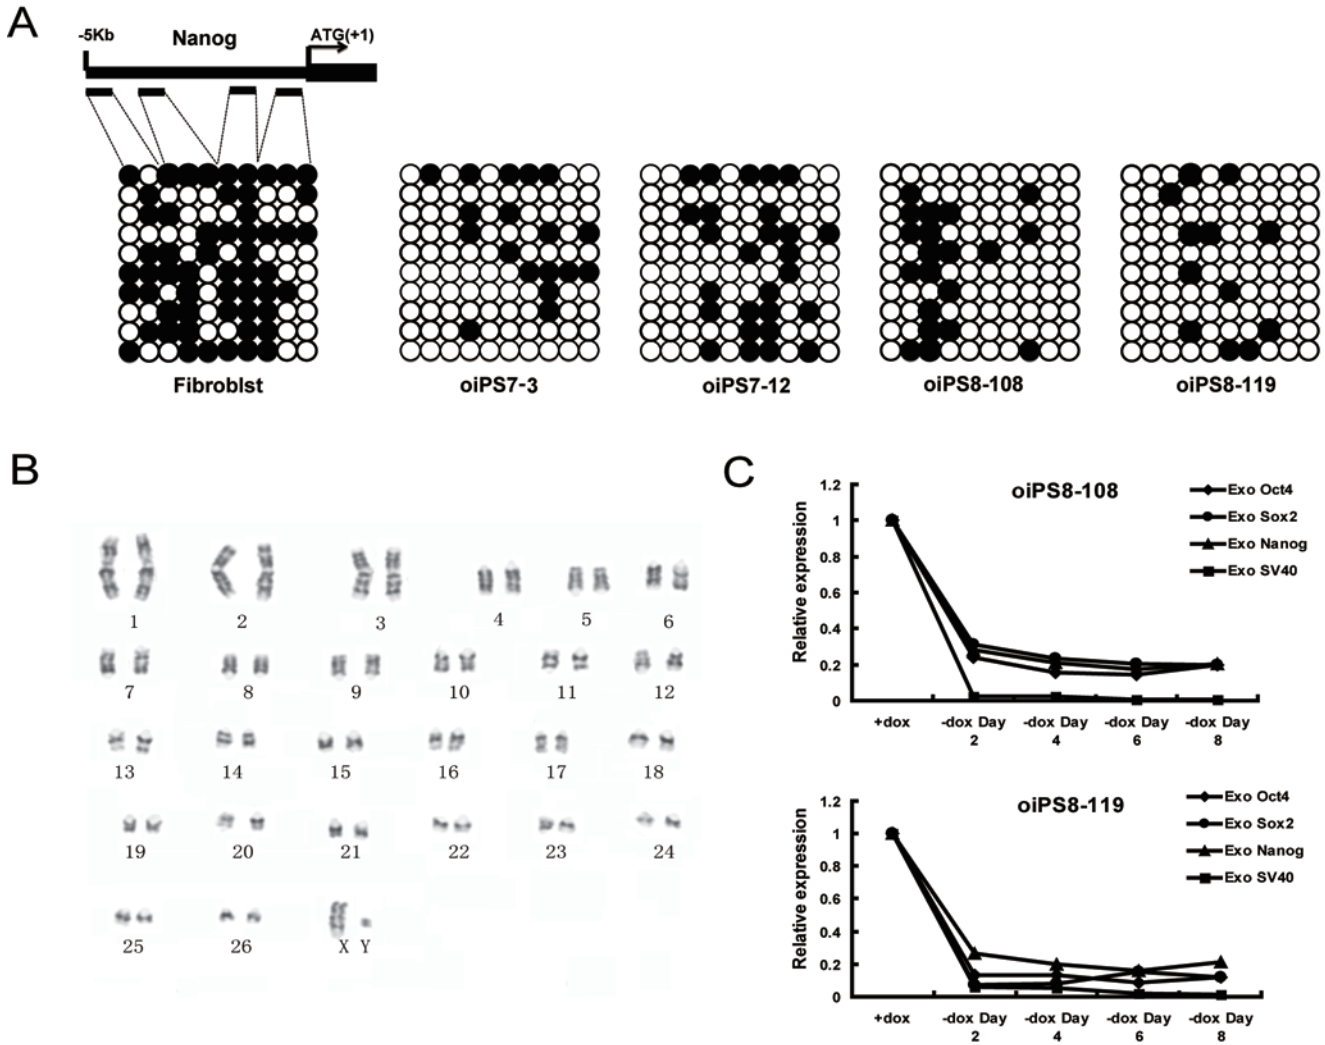 A
-5Kb Nanog ATG(+1)
Fibroblst oiPS7-3 oiPS7-12 oiPS8-108 oiPS8-119
B
1 2 3 4 5 6
7 8 9 10 11 12
13 14 15 16 17 18
19 20 21 22 23 24
25 26 X Y
C
oiPS8-108
Relative expression
1.2
1
0.8
0.6
0.4
0.2
0
Exo Oct4
Exo Sox2
Exo Nanog
Exo SV40
+dox -dox Day -dox Day -dox Day -dox Day
2 4 6 8
oiPS8-119
Relative expression
1.2
1
0.8
0.6
0.4
0.2
0
Exo Oct4
Exo Sox2
Exo Nanog
Exo SV40
+dox -dox Day -dox Day -dox Day -dox Day
2 4 6 8